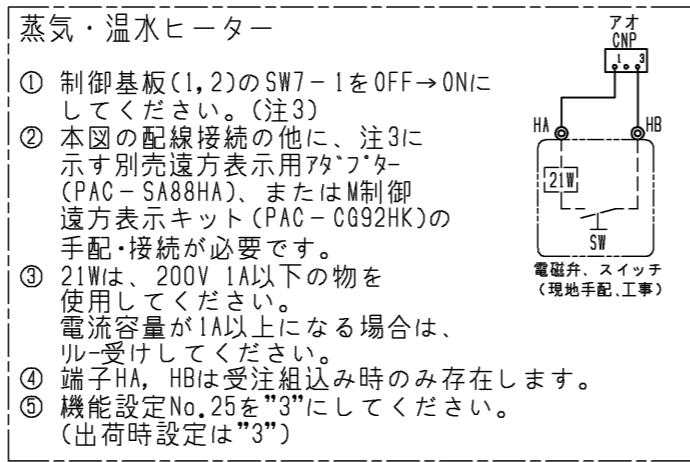 蒸気・温水ヒーター
① 制御基板(1,2)のSW7-1をOFF→ONに
してください。(注3)
② 本図の配線接続の他に、注3に
示す別売遠方表示用ｱﾀﾞﾌﾟﾀｰ
(PAC-SA88HA)、またはM制御
遠方表示キット(PAC-CG92HK)の
手配･接続が必要です。
③ 21Wは、200V 1A以下の物を
使用してください。
電流容量が1A以上になる場合は、
ﾘﾚｰ受けしてください。
④ 端子HA, HBは受注組込み時のみ存在します。
⑤ 機能設定No.25を”3”にしてください。
(出荷時設定は”3”)
アオ
CNP
1 3
HA HB
21W
SW
電磁弁、スイッチ
(現地手配、工事)